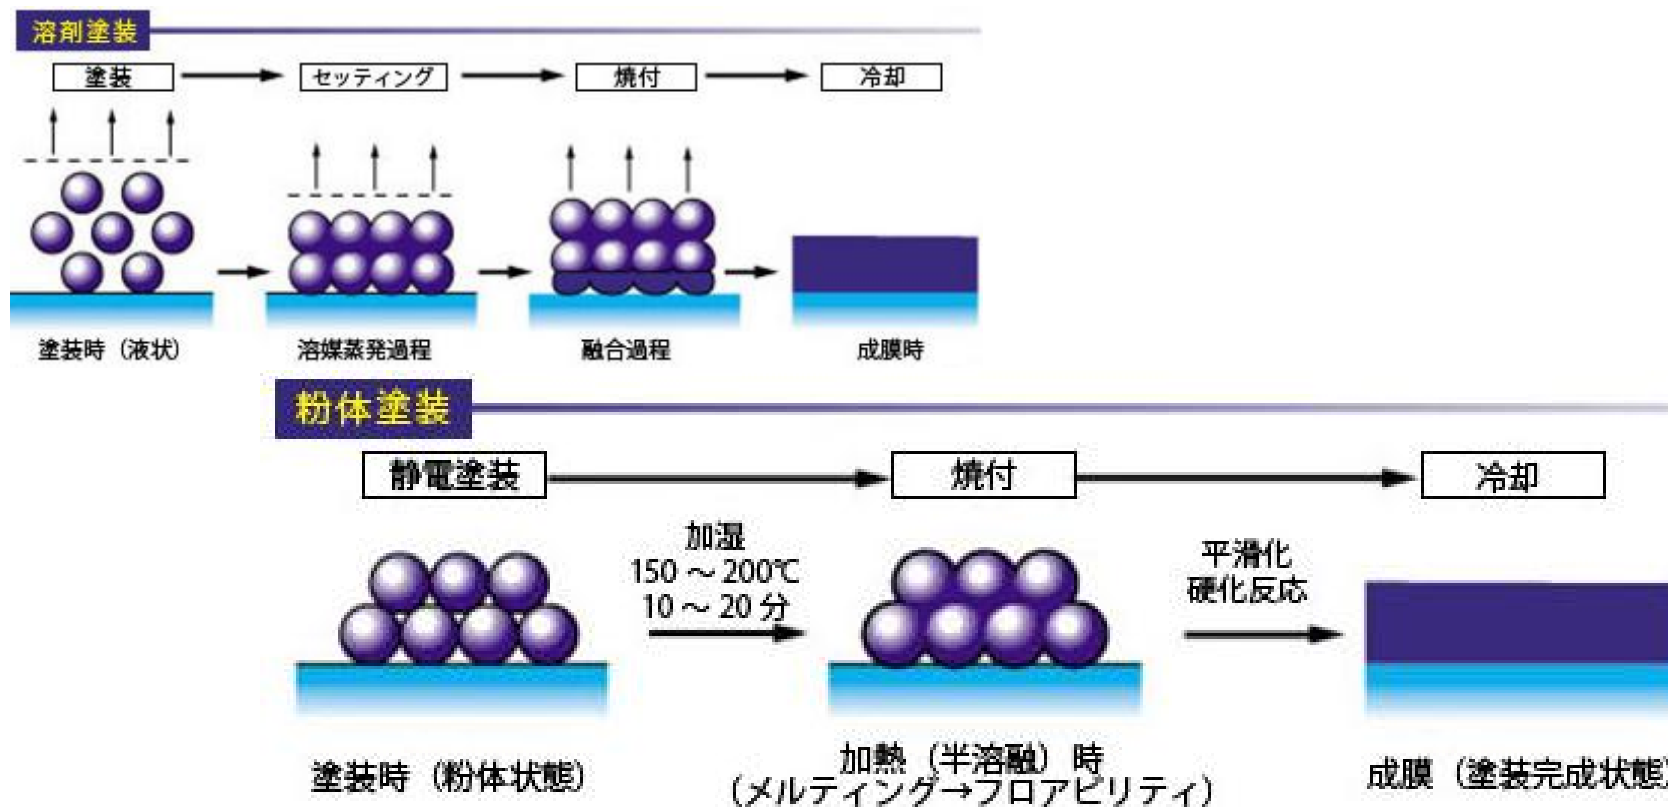 溶剤塗装
塗装
セッティング
焼付
冷却
塗装時（液状）
溶媒蒸発過程
融合過程
成膜時
粉体塗装
静電塗装
焼付
冷却
加湿
150 〜 200℃
10 〜 20 分
平滑化
硬化反応
塗装時（粉体状態）
加熱（半溶融）時
（メルティング→フロアビリティ）
成膜（塗装完成状態）